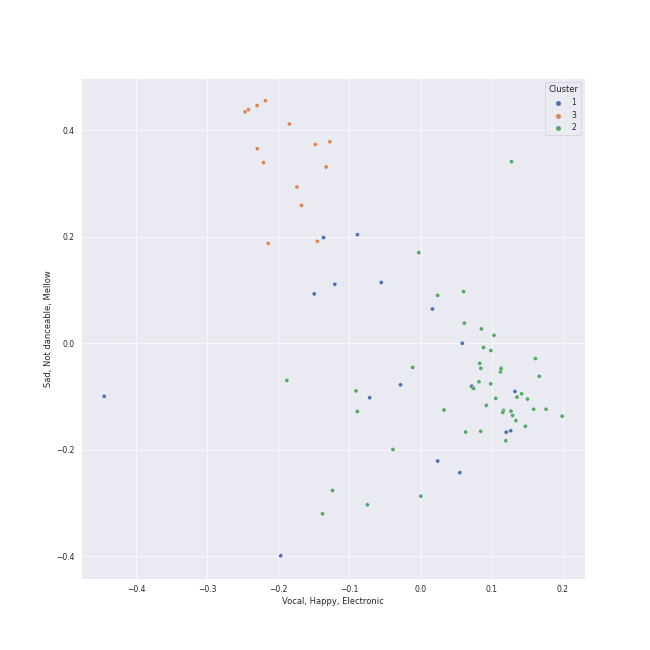 Cluster
1
3
2
0.4
0.2
0.0
−0.2
−0.4
Sad, Not danceable, Mellow
−0.4 −0.3 −0.2 −0.1 0.0 0.1 0.2
Vocal, Happy, Electronic